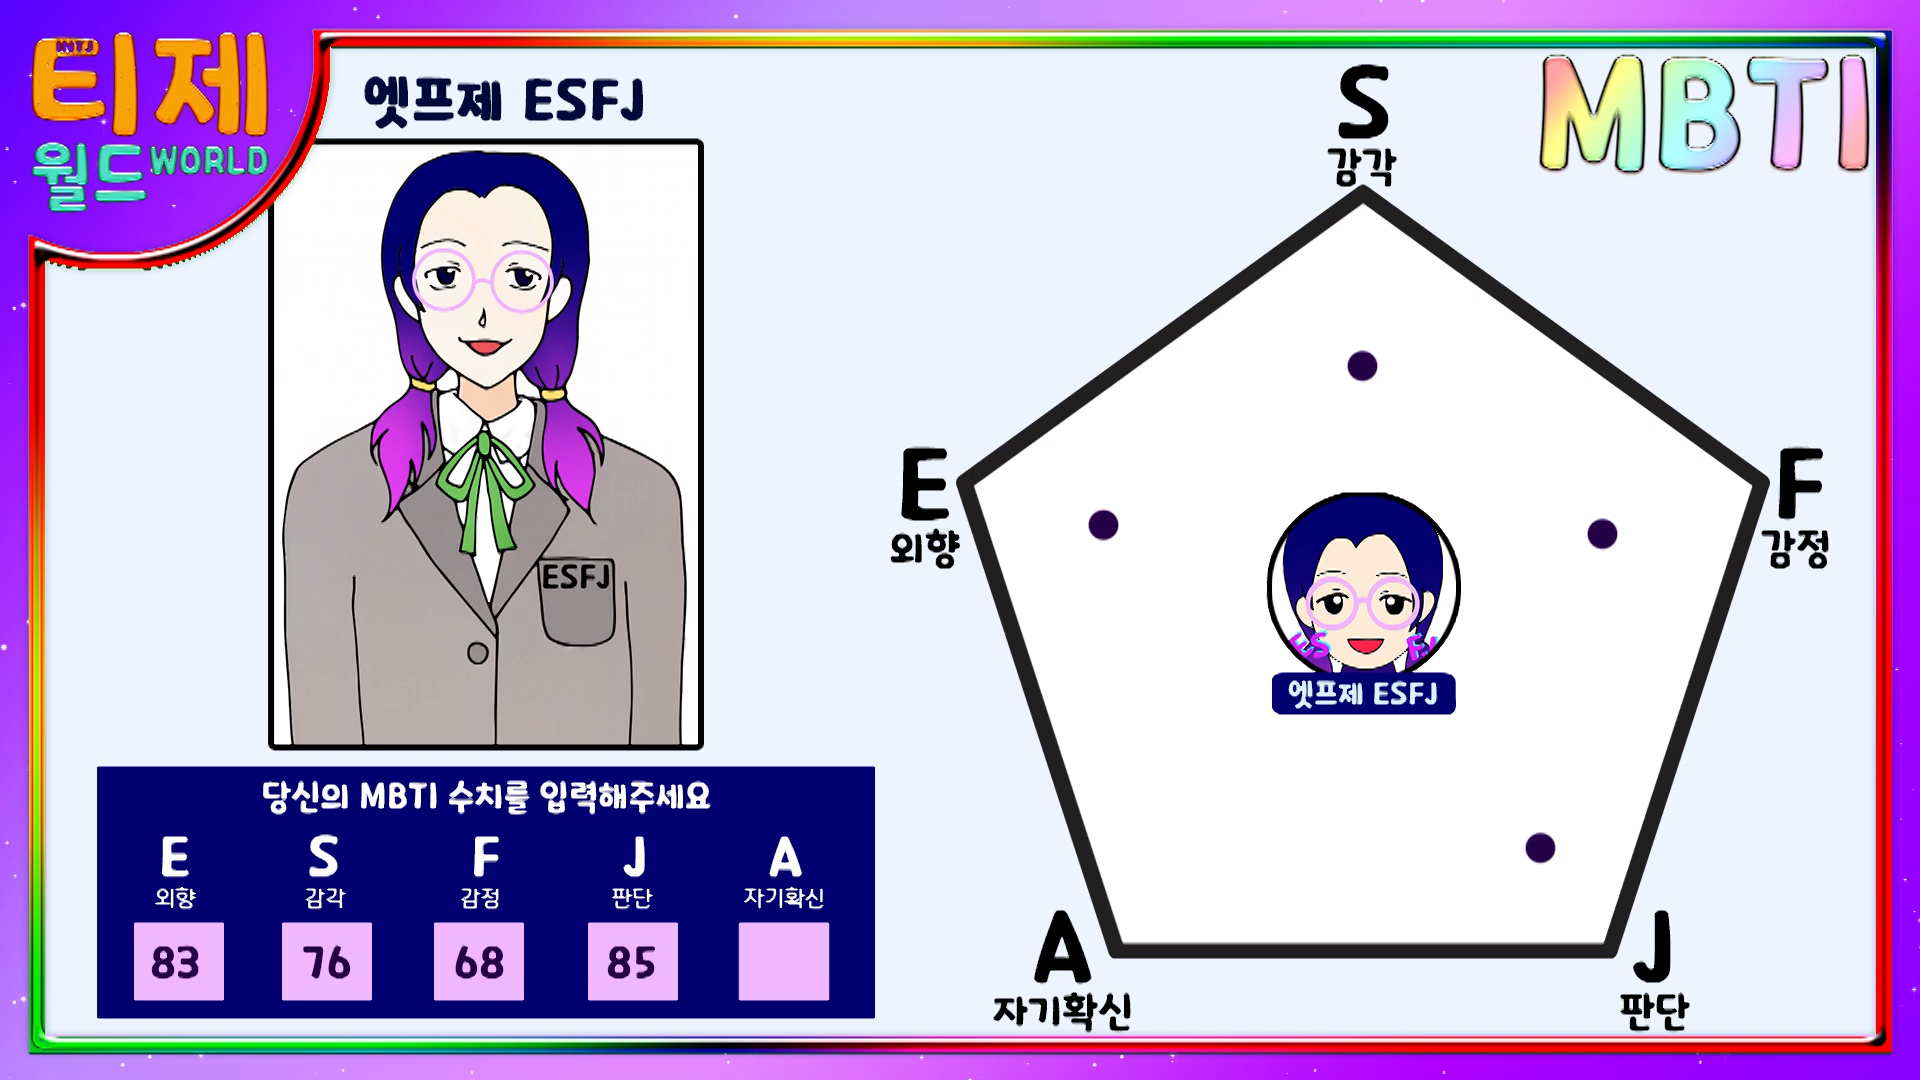 INTJ
티제
월드 WORLD
엣프제 ESFJ
MBTI
ESFJ
당신의 MBTI 수치를 입력해주세요
E S F J A
외향 감각 감정 판단 자기확신
83 76 68 85
S
감각
E
외향
F
감정
ES FJ
엣프제 ESFJ
A
자기확신
J
판단